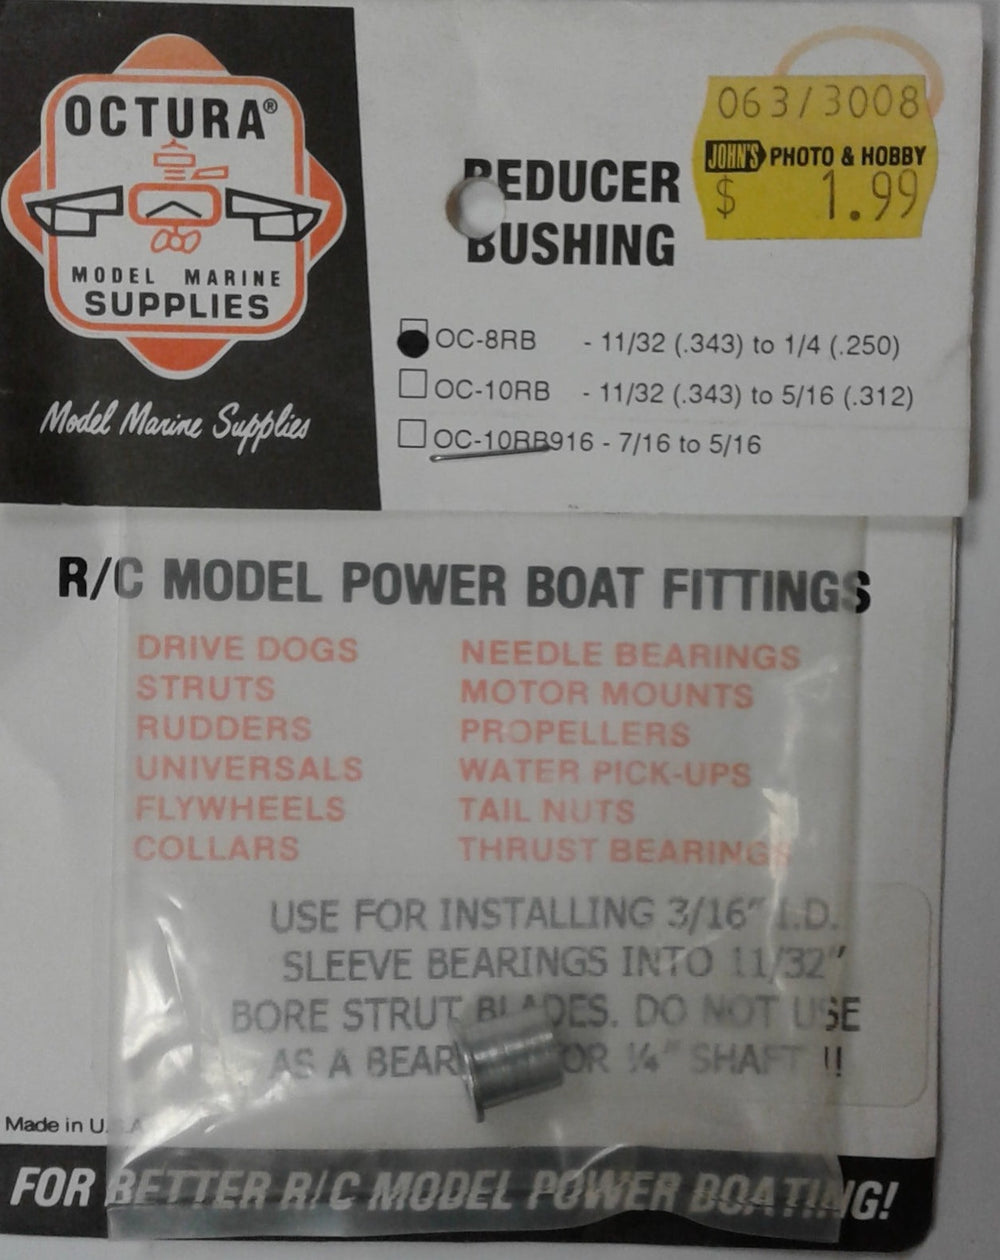 OCTURA®
MODEL MARINE
SUPPLIES
Model Marine Supplies
REDUCER
BUSHING
063/3008
JOHN'S PHOTO & HOBBY
$ 1.99
OC-8RB - 11/32 (.343) to 1/4 (.250)
OC-10RB - 11/32 (.343) to 5/16 (.312)
OC-10RB916 - 7/16 to 5/16
R/C MODEL POWER BOAT FITTINGS
DRIVE DOGS
STRUTS
RUDDERS
UNIVERSALS
FLYWHEELS
COLLARS
NEEDLE BEARINGS
MOTOR MOUNTS
PROPELLERS
WATER PICK-UPS
TAIL NUTS
THRUST BEARINGS
USE FOR INSTALLING 3/16" I.D.
SLEEVE BEARINGS INTO 11/32"
BORE STRUT BLADES. DO NOT USE
AS A BEAR OR ¼" SHAFT !!
Made in U.S.A
FOR BETTER R/C MODEL POWER BOATING!